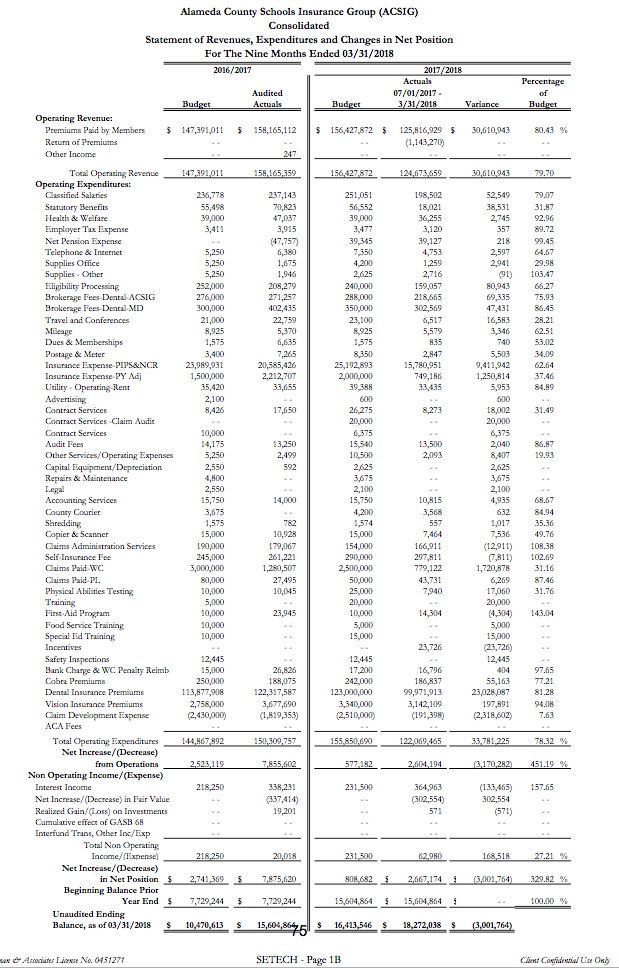 Alameda County Schools Insurance Group (ACSIG)
Consolidated
Statement of Revenues, Expenditures and Changes in Net Position
For The Nine Months Ended 03/31/2018
2016/2017 2017/2018
Actuals Percentage
Audited 07/01/2017 - of
Budget Actuals Budget 3/31/2018 Variance Budget
Operating Revenue:
Premiums Paid by Members $ 147,391,011 $ 158,165,112 $ 156,427,872 $ 125,816,929 $ 30,610,943 80.43 %
Return of Premiums - - - - - - (1,143,270) - - - -
Other Income - - 247 - - - - - - - -
Total Operating Revenue 147,391,011 158,165,359 156,427,872 124,673,659 30,610,943 79.70
Operating Expenditures:
Classified Salaries 236,778 237,143 251,051 198,502 52,549 79.07
Statutory Benefits 55,498 70,823 56,552 18,021 38,531 31.87
Health & Welfare 39,000 47,037 39,000 36,255 2,745 92.96
Employer Tax Expense 3,411 3,915 3,477 3,120 357 89.72
Net Pension Expense - - (47,757) 39,345 39,127 218 99.45
Telephone & Internet 5,250 6,380 7,350 4,753 2,597 64.67
Supplies Office 5,250 1,675 4,200 1,259 2,941 29.98
Supplies - Other 5,250 1,946 2,625 2,716 (91) 103.47
Eligibility Processing 252,000 208,279 240,000 159,057 80,943 66.27
Brokerage Fees-Dental-ACSIG 276,000 271,257 288,000 218,665 69,335 75.93
Brokerage Fees-Dental-MD 300,000 402,435 350,000 302,569 47,431 86.45
Travel and Conferences 21,000 22,759 23,100 6,517 16,583 28.21
Mileage 8,925 5,370 8,925 5,579 3,346 62.51
Dues & Memberships 1,575 6,635 1,575 835 740 53.02
Postage & Meter 3,400 7,265 8,350 2,847 5,503 34.09
Insurance Expense-PIPS&NCR 23,989,931 20,585,426 25,192,893 15,780,951 9,411,942 62.64
Insurance Expense-PY Adj 1,500,000 2,212,707 2,000,000 749,186 1,250,814 37.46
Utility - Operating-Rent 35,420 33,655 39,388 33,435 5,953 84.89
Advertising 2,100 - - 600 - - 600 - -
Contract Services 8,426 17,650 26,275 8,273 18,002 31.49
Contract Services -Claim Audit - - - - 20,000 - - 20,000 - -
Contract Services 10,000 - - 6,375 - - 6,375 - -
Audit Fees 14,175 13,250 15,540 13,500 2,040 86.87
Other Services/Operating Expenses 5,250 2,499 10,500 2,093 8,407 19.93
Capital Equipment/Depreciation 2,550 592 2,625 - - 2,625 - -
Repairs & Maintenance 4,800 - - 3,675 - - 3,675 - -
Legal 2,550 - - 2,100 - - 2,100 - -
Accounting Services 15,750 14,000 15,750 10,815 4,935 68.67
County Courier 3,675 - - 4,200 3,568 632 84.94
Shredding 1,575 782 1,574 557 1,017 35.36
Copier & Scanner 15,000 10,928 15,000 7,464 7,536 49.76
Claims Administration Services 190,000 179,067 154,000 166,911 (12,911) 108.38
Self-Insurance Fee 245,000 261,221 290,000 297,811 (7,811) 102.69
Claims Paid-WC 3,000,000 1,280,507 2,500,000 779,122 1,720,878 31.16
Claims Paid-PL 80,000 27,495 50,000 43,731 6,269 87.46
Physical Abilities Testing 10,000 10,045 25,000 7,940 17,060 31.76
Training 5,000 - - 20,000 - - 20,000 - -
First-Aid Program 10,000 23,945 10,000 14,304 (4,304) 143.04
Food Service Training 10,000 - - 5,000 - - 5,000 - -
Special Ed Training 10,000 - - 15,000 - - 15,000 - -
Incentives - - - - 23,726 (23,726) - -
Safety Inspections 12,445 - - 12,445 - - 12,445 - -
Bank Charge & WC Penalty Reimb 15,000 26,826 17,200 16,796 404 97.65
Cobra Premiums 250,000 188,075 242,000 186,837 55,163 77.21
Dental Insurance Premiums 113,877,908 122,317,587 123,000,000 99,971,913 23,028,087 81.28
Vision Insurance Premiums 2,758,000 3,677,690 3,340,000 3,142,109 197,891 94.08
Claim Development Expense (2,430,000) (1,819,353) (2,510,000) (191,398) (2,318,602) 7.63
ACA Fees - - - - - - - - - - - -
Total Operating Expenditures 144,867,892 150,309,757 155,850,690 122,069,465 33,781,225 78.32 %
Net Increase/(Decrease)
from Operations 2,523,119 7,855,602 577,182 2,604,194 (3,170,282) 451.19 %
Non Operating Income/(Expense)
Interest Income 218,250 338,231 231,500 364,963 (133,465) 157.65
Net Increase/(Decrease) in Fair Value - - (337,414) - - (302,554) 302,554 - -
Realized Gain/(Loss) on Investments - - 19,201 - - 571 (571) - -
Cumulative effect of GASB 68 - - - - - - - - - - - -
Interfund Trans, Other Inc/Exp - - - - - - - - - - - -
Total Non Operating
Income/(Expense) 218,250 20,018 231,500 62,980 168,518 27.21 %
Net Increase/(Decrease)
in Net Position $ 2,741,369 $ 7,875,620 808,682 $ 2,667,174 $ (3,001,764) 329.82 %
Beginning Balance Prior
Year End $ 7,729,244 $ 7,729,244 15,604,864 $ 15,604,864 $ - - 100.00 %
Unaudited Ending
Balance, as of 03/31/2018 $ 10,470,613 $ 15,604,864 $ 16,413,546 $ 18,272,038 $ (3,001,764)
75
& Associates License No. 0451271 SETECH - Page 1B Client Confidential Use Only